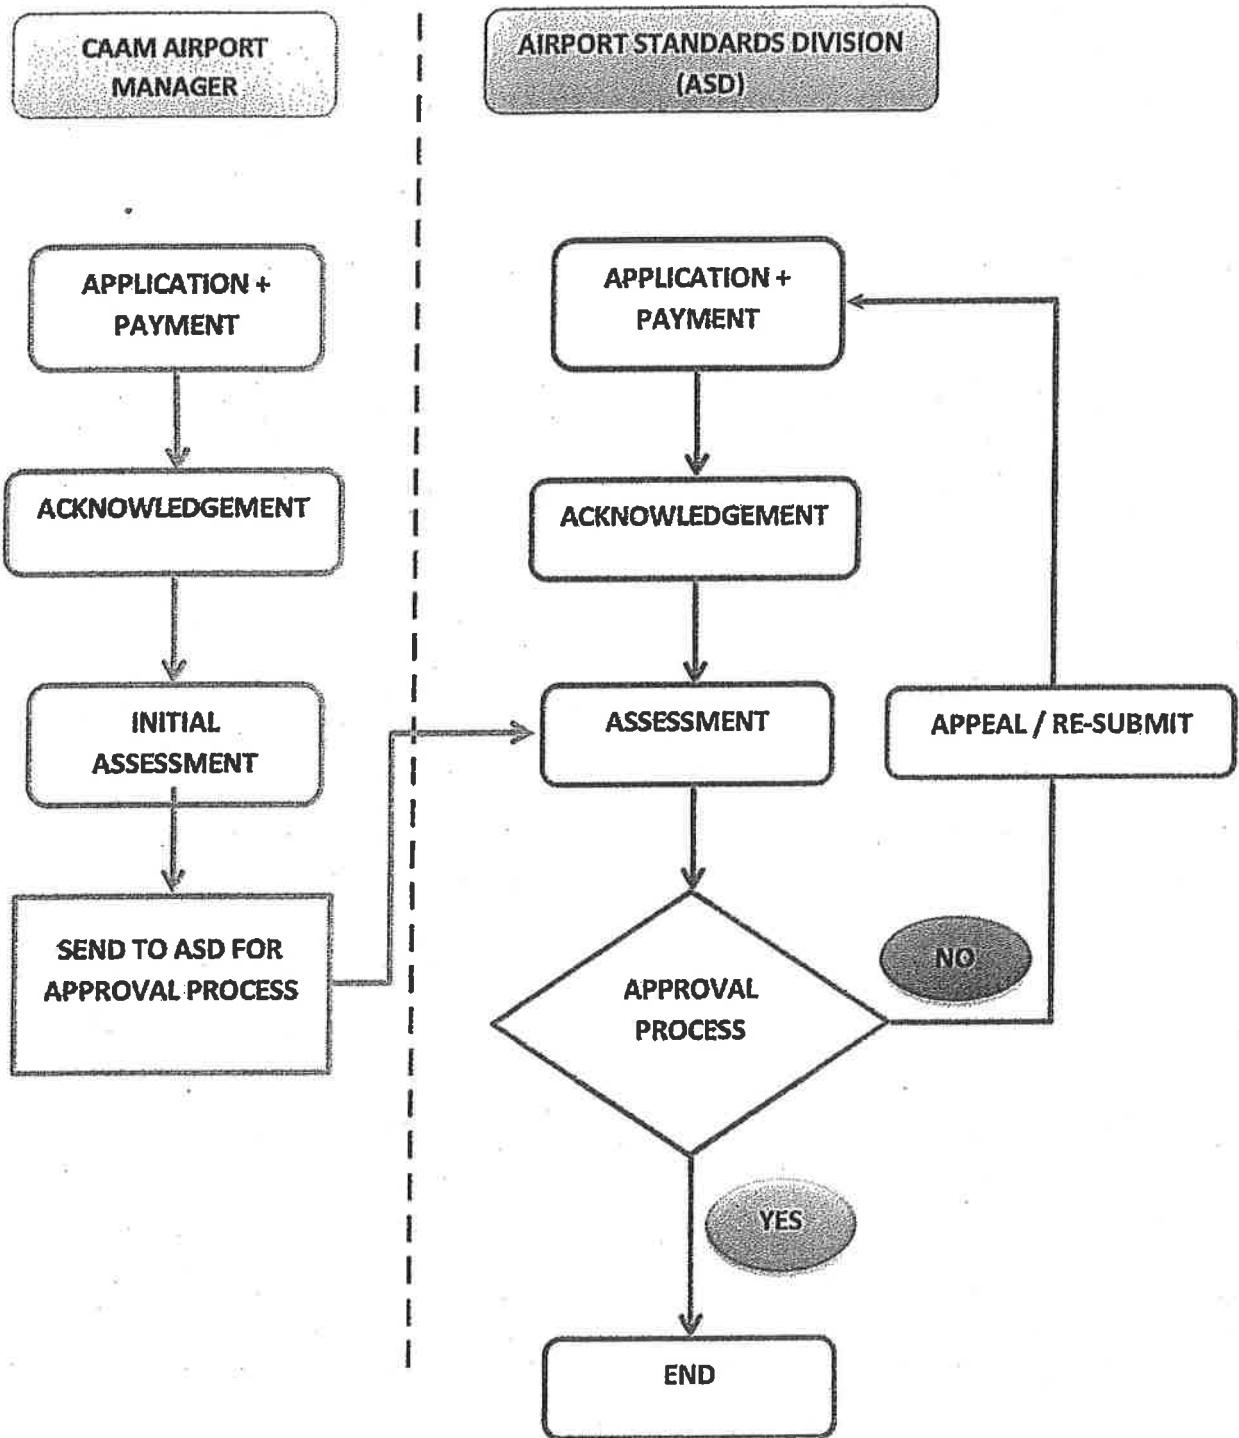 CAAM AIRPORT
MANAGER
AIRPORT STANDARDS DIVISION
(ASD)
APPLICATION +
PAYMENT
ACKNOWLEDGEMENT
INITIAL
ASSESSMENT
SEND TO ASD FOR
APPROVAL PROCESS
APPLICATION +
PAYMENT
ACKNOWLEDGEMENT
ASSESSMENT
APPEAL / RE-SUBMIT
APPROVAL
PROCESS
NO
YES
END